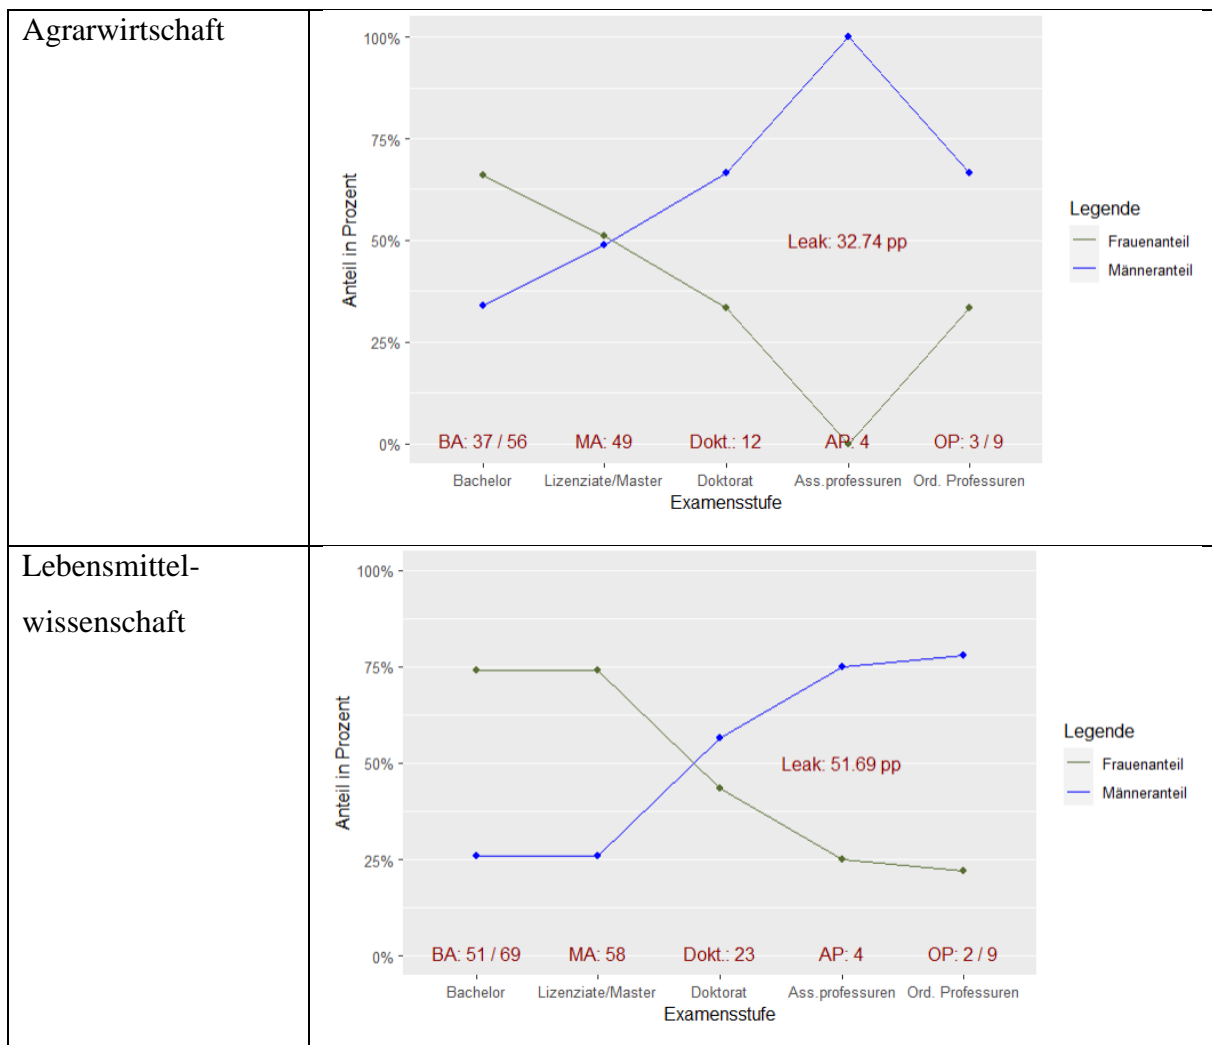 Agrarwirtschaft
100%
75%
50%
25%
0%
Anteil in Prozent
Leak: 32.74 pp
BA: 37 / 56 MA: 49 Dokt.: 12 AP: 4 OP: 3 / 9
Bachelor Lizenziate/Master Doktorat Ass.professuren Ord. Professuren
Examensstufe
Legende
Frauenanteil
Männeranteil
Lebensmittel-
wissenschaft
100%
75%
50%
25%
0%
Anteil in Prozent
Leak: 51.69 pp
BA: 51 / 69 MA: 58 Dokt.: 23 AP: 4 OP: 2 / 9
Bachelor Lizenziate/Master Doktorat Ass.professuren Ord. Professuren
Examensstufe
Legende
Frauenanteil
Männeranteil